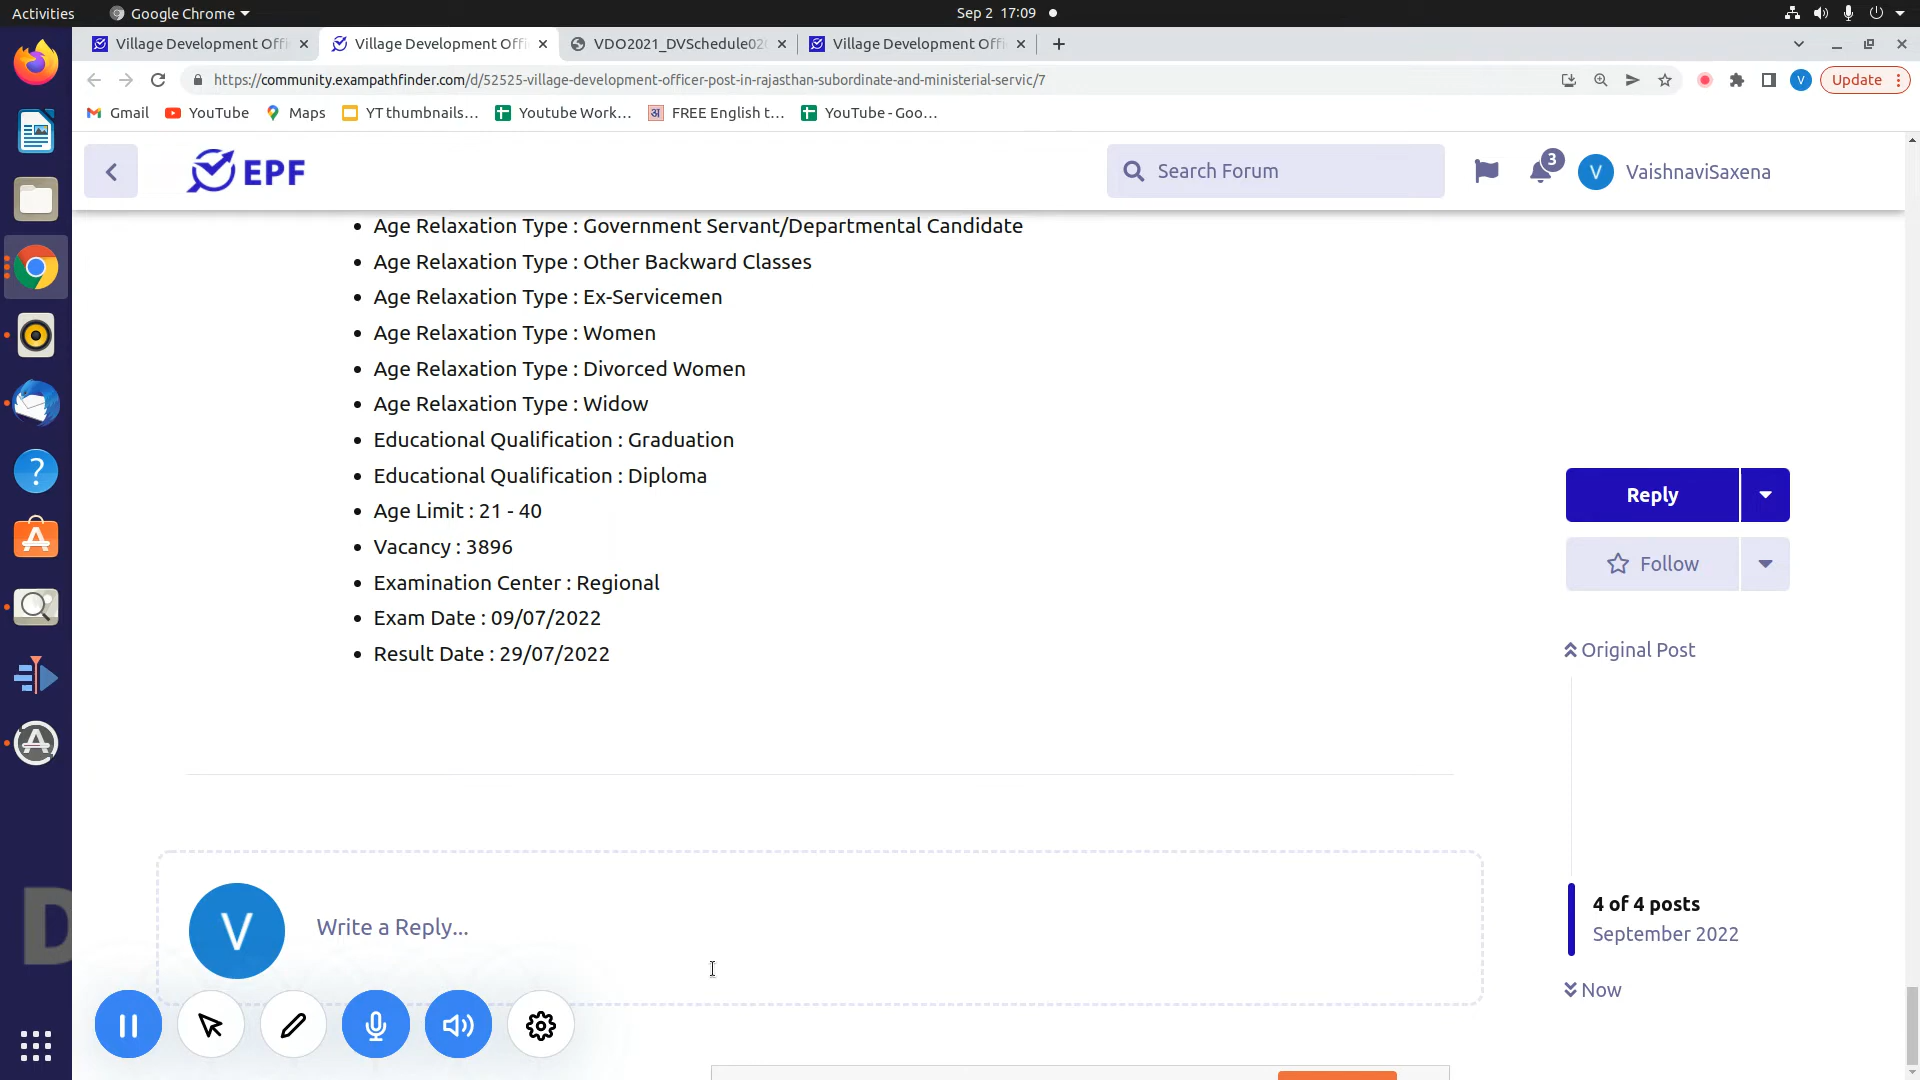 Activities
Google Chrome
Sep 2 17:09
Village Development Offi
Village Development Offi
VDO2021_DVSchedule02
Village Development Offi
https://community.exampathfinder.com/d/52525-village-development-officer-post-in-rajasthan-subordinate-and-ministerial-servic/7
V
Update
Gmail
YouTube
Maps
YT thumbnails...
Youtube Work...
अ
FREE English t...
YouTube - Goo...
EPF
Search Forum
3
V
VaishnaviSaxena
Age Relaxation Type : Government Servant/Departmental Candidate
Age Relaxation Type : Other Backward Classes
Age Relaxation Type : Ex-Servicemen
Age Relaxation Type : Women
Age Relaxation Type : Divorced Women
Age Relaxation Type : Widow
Educational Qualification : Graduation
Educational Qualification : Diploma
Age Limit : 21 - 40
Vacancy : 3896
Examination Center : Regional
Exam Date : 09/07/2022
Result Date : 29/07/2022
Reply
Follow
Original Post
4 of 4 posts
September 2022
Now
V
Write a Reply...
D